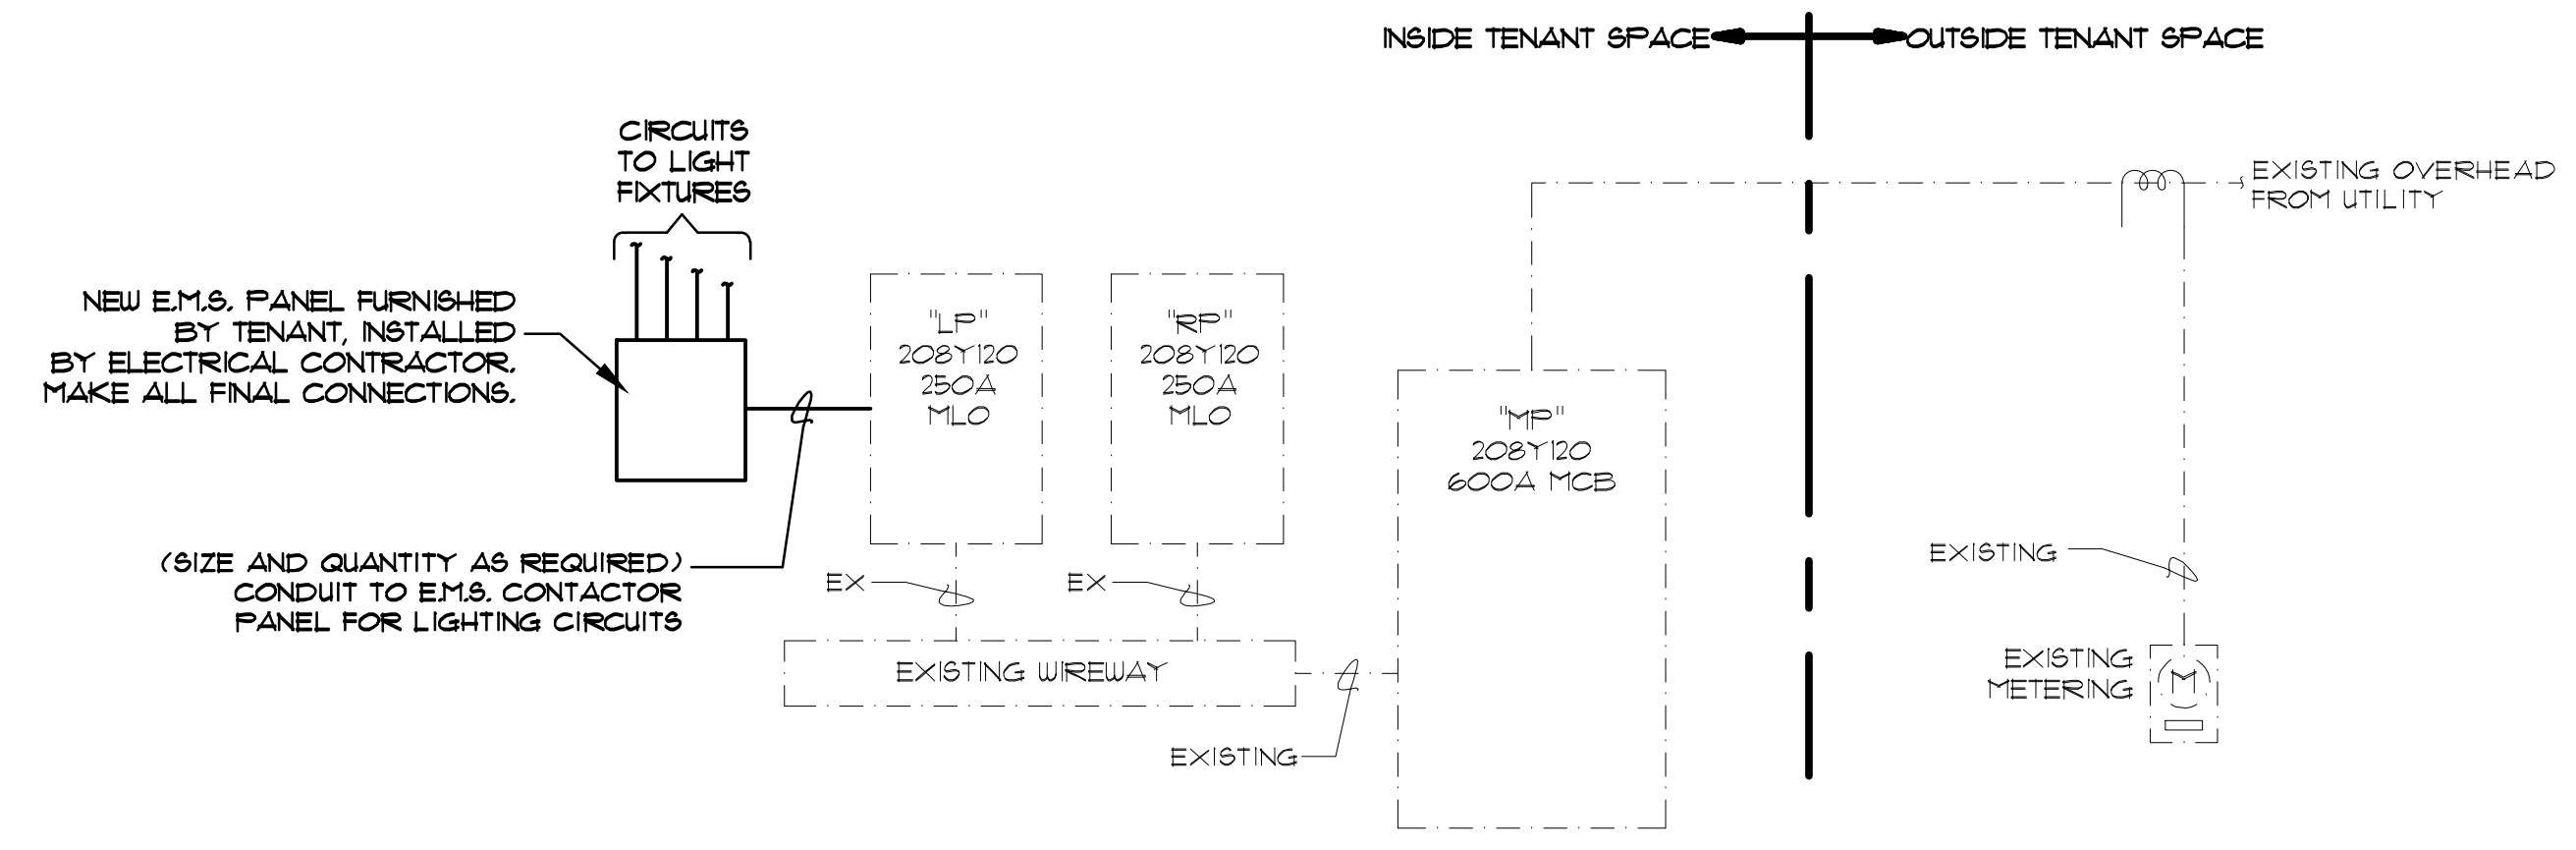 INSIDE TENANT SPACE
OUTSIDE TENANT SPACE
CIRCUITS
TO LIGHT
FIXTURES
EXISTING OVERHEAD
FROM UTILITY
NEW E.M.S. PANEL FURNISHED
BY TENANT, INSTALLED
BY ELECTRICAL CONTRACTOR.
MAKE ALL FINAL CONNECTIONS.
"LP"
208Y120
250A
MLO
"RP"
208Y120
250A
MLO
"MP"
208Y120
600A MCB
(SIZE AND QUANTITY AS REQUIRED)
CONDUIT TO E.M.S. CONTACTOR
PANEL FOR LIGHTING CIRCUITS
EX
EX
EXISTING
EXISTING WIREWAY
EXISTING
EXISTING
METERING
M